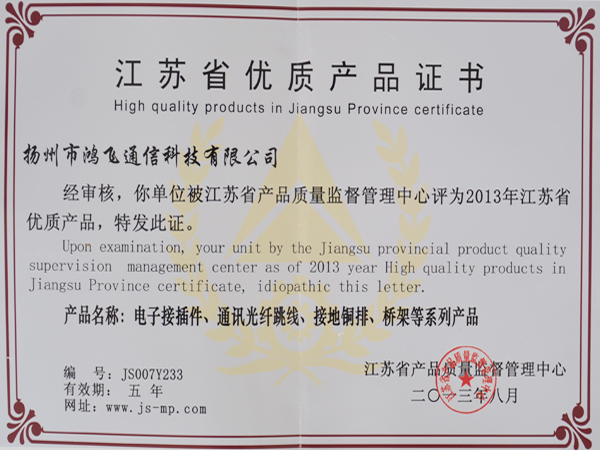 江苏省优质产品证书
High quality products in Jiangsu Province certificate
扬州市鸿飞通信科技有限公司
经审核，你单位被江苏省产品质量监督管理中心评为2013年江苏省
优质产品，特发此证。
Upon examination, your unit by the Jiangsu provincial product quality
supervision management center as of 2013 year High quality products in
Jiangsu Province certificate, idiopathic this letter.
产品名称：电子接插件、通讯光纤跳线、接地铜排、桥架等系列产品
编 号：JS007Y233
有效期：五 年
网址：www.js-mp.com
江苏省产品质量监督管理中心
二〇一三年八月